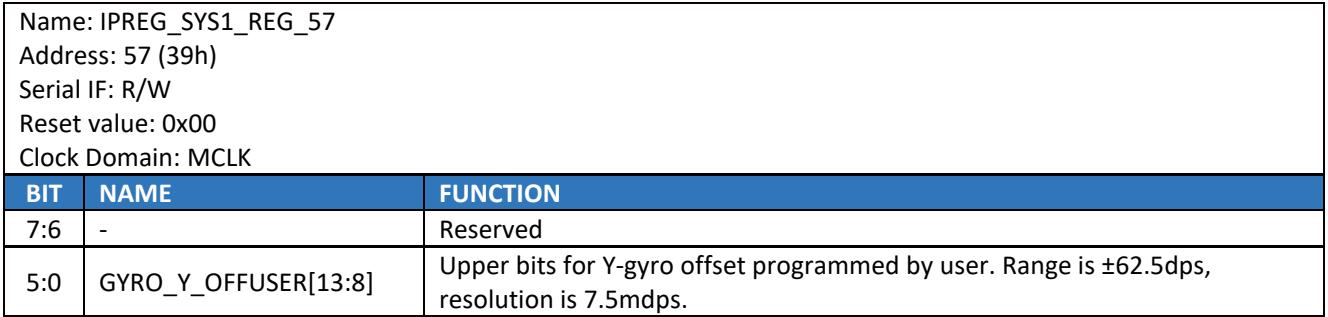 Name: IPREG_SYS1_REG_57
Address: 57 (39h)
Serial IF: R/W
Reset value: 0x00
Clock Domain: MCLK
BIT NAME FUNCTION
7:6 - Reserved
5:0 GYRO_Y_OFFUSER[13:8] Upper bits for Y-gyro offset programmed by user. Range is ±62.5dps,
resolution is 7.5mdps.